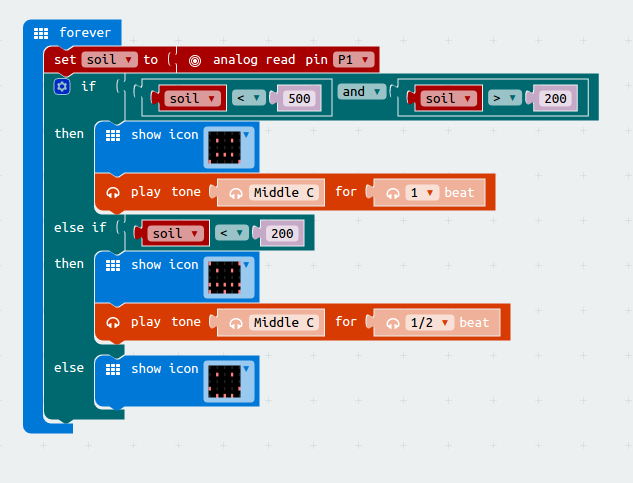 forever
set soil to analog read pin P1
if soil < 500 and soil > 200
then show icon
play tone Middle C for 1 beat
else if soil < 200
then show icon
play tone Middle C for 1/2 beat
else show icon